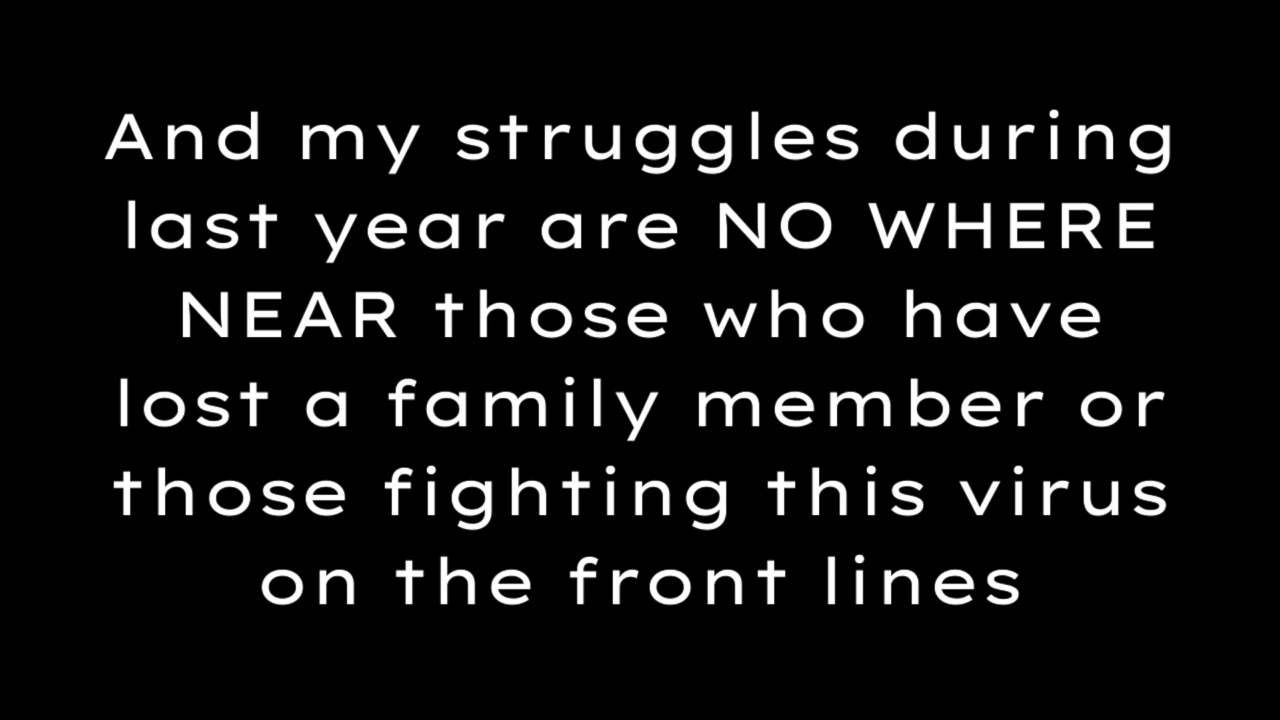 And my struggles during
last year are NO WHERE
NEAR those who have
lost a family member or
those fighting this virus
on the front lines